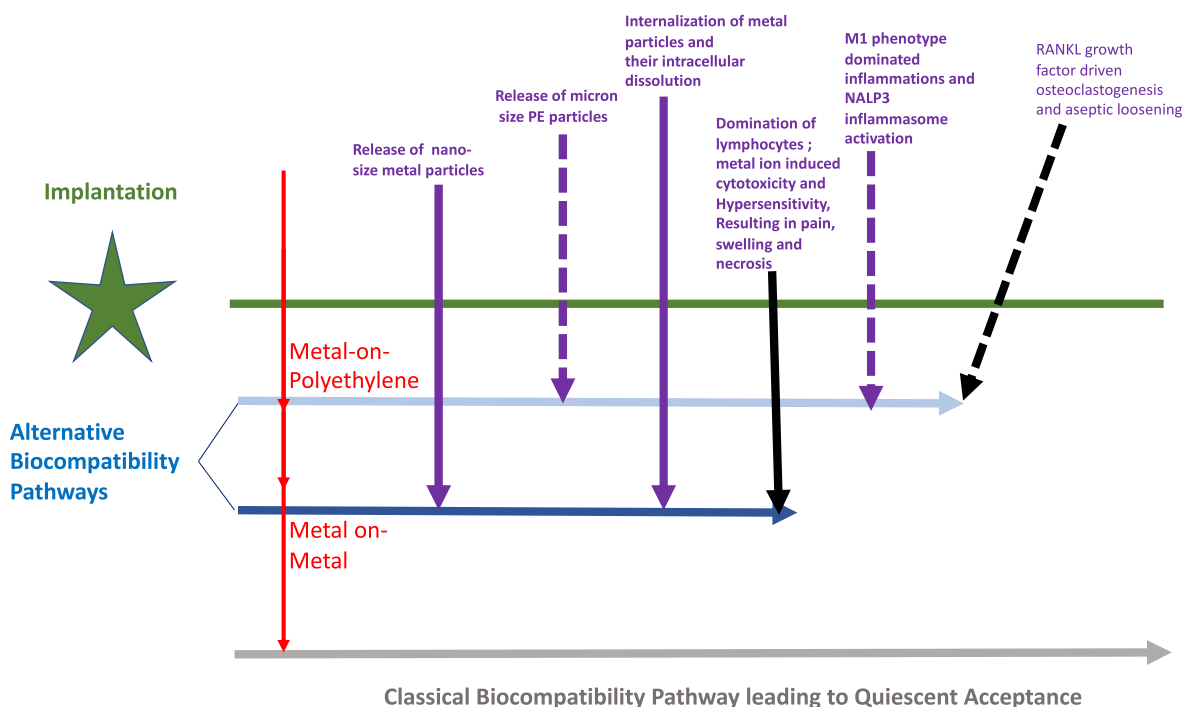 Internalization of metal
particles and
their intracellular
dissolution
M1 phenotype
dominated
inflammations and
NALP3
inflammasome
activation
RANKL growth
factor driven
osteoclastogenesis
and aseptic loosening
Release of micron
size PE particles
Domination of
lymphocytes ;
metal ion induced
cytotoxicity and
Hypersensitivity,
Resulting in pain,
swelling and
necrosis
Release of nano-
size metal particles
Implantation
Metal-on-
Polyethylene
Alternative
Biocompatibility
Pathways
Metal on-
Metal
Classical Biocompatibility Pathway leading to Quiescent Acceptance